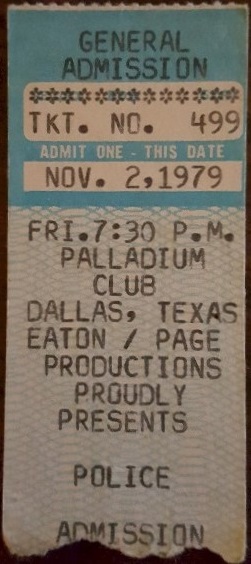 GENERAL
ADMISSION
✲✲✲✲✲✲✲✲✲✲✲✲✲✲
TKT. NO. 499
ADMIT ONE - THIS DATE
NOV. 2,1979
FRI.7:30 P.M.
PALLADIUM
CLUB
DALLAS, TEXAS
EATON / PAGE
PRODUCTIONS
PROUDLY
PRESENTS
POLICE
ADMISSION